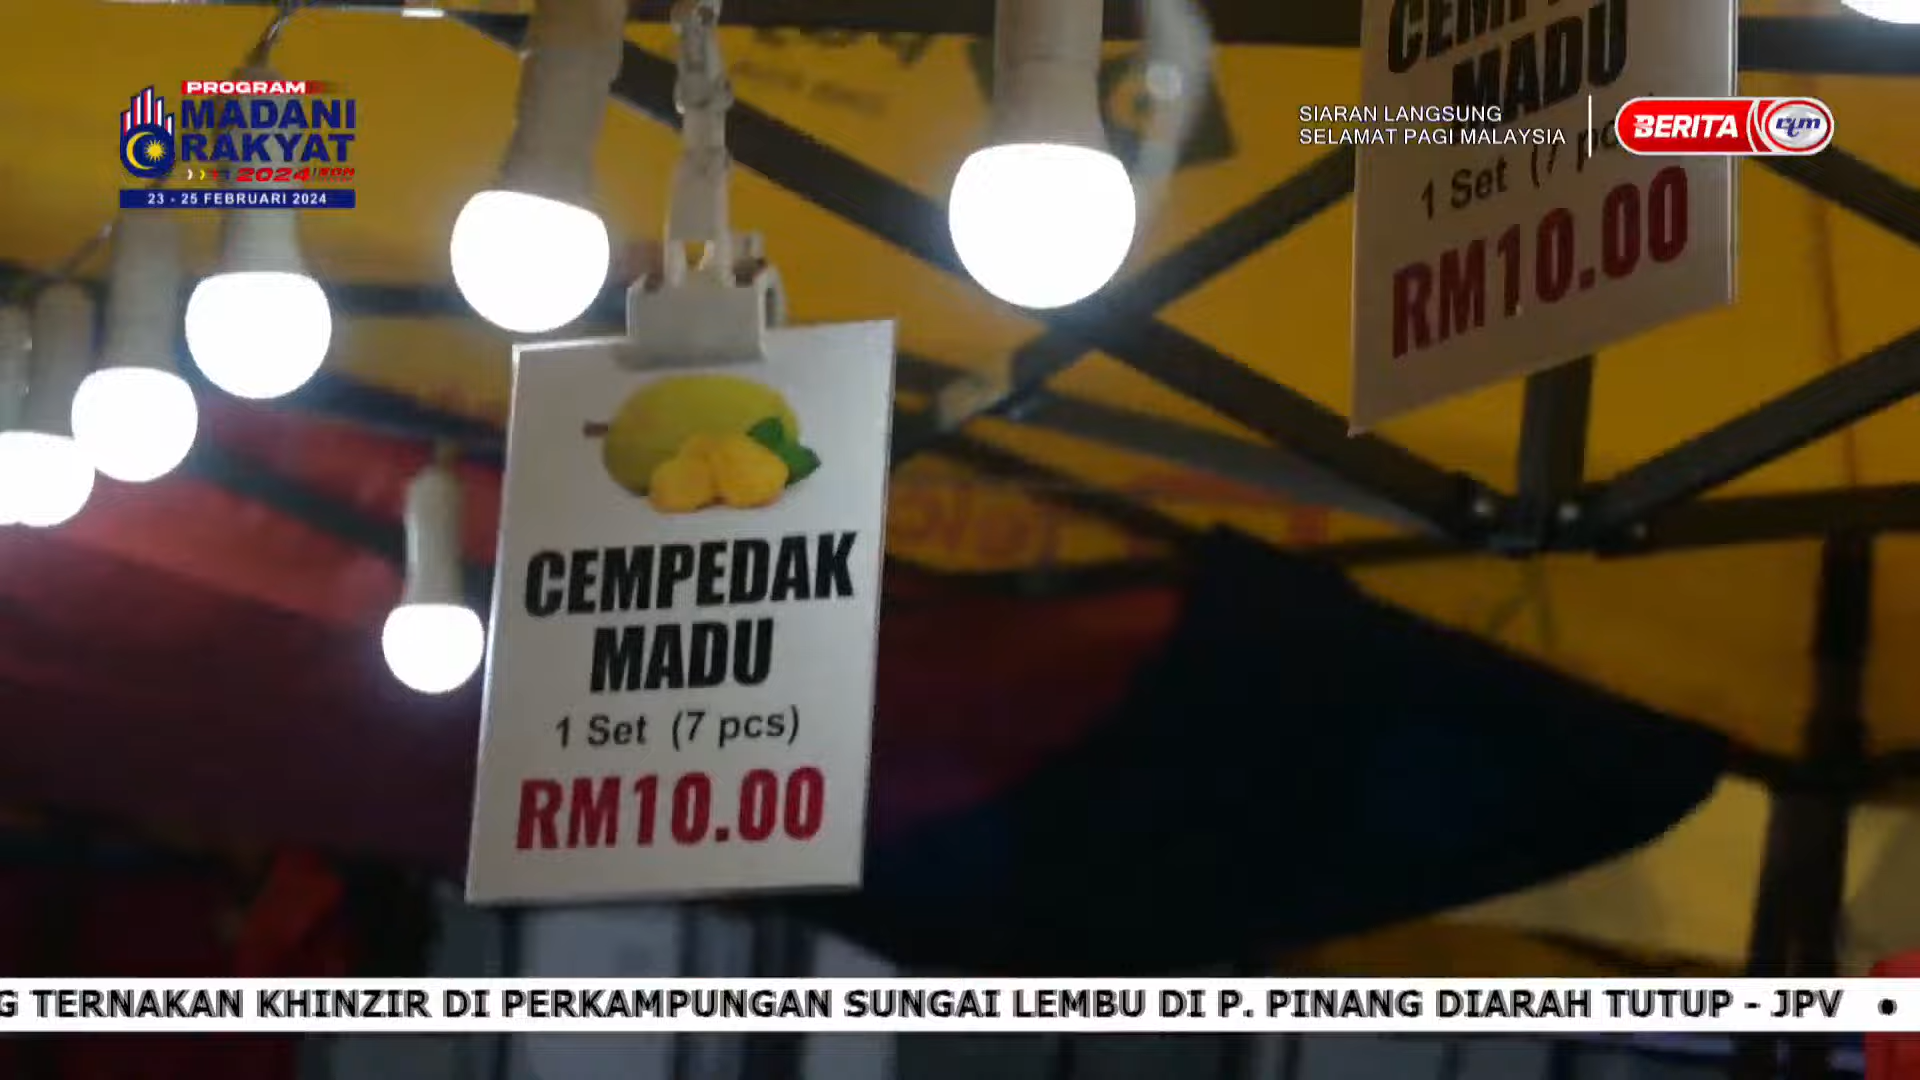 PROGRAM
MADANI
RAKYAT
2024
23 - 25 FEBRUARI 2024
SIARAN LANGSUNG
SELAMAT PAGI MALAYSIA
BERITA rtm
MADU
1 Set (7
RM10.00
CEMPEDAK
MADU
1 Set (7 pcs)
RM10.00
G TERNAKAN KHINZIR DI PERKAMPUNGAN SUNGAI LEMBU DI P. PINANG DIARAH TUTUP - JPV •